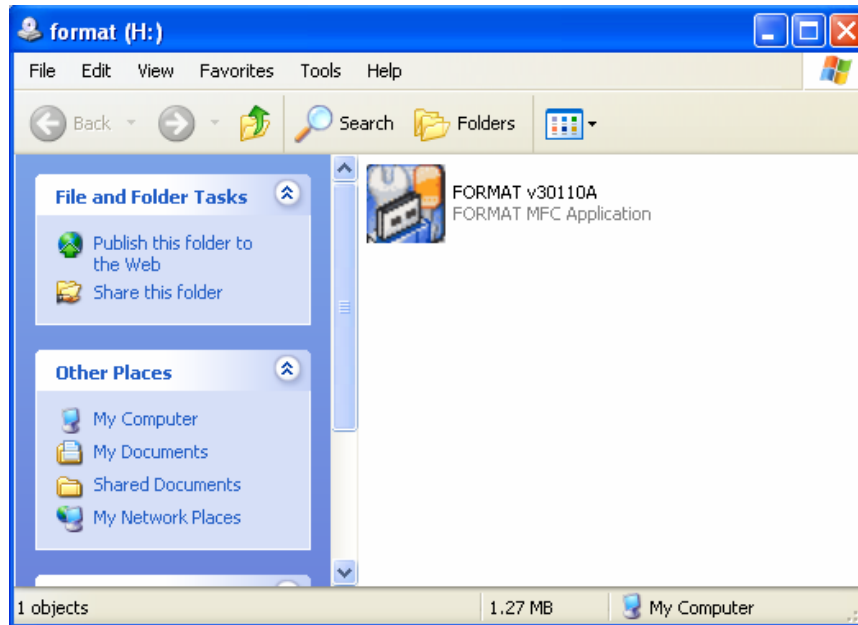 format (H:)
File Edit View Favorites Tools Help
Back Search Folders
File and Folder Tasks
Publish this folder to
the Web
Share this folder
Other Places
My Computer
My Documents
Shared Documents
My Network Places
FORMAT v30110A
FORMAT MFC Application
1 objects 1.27 MB My Computer